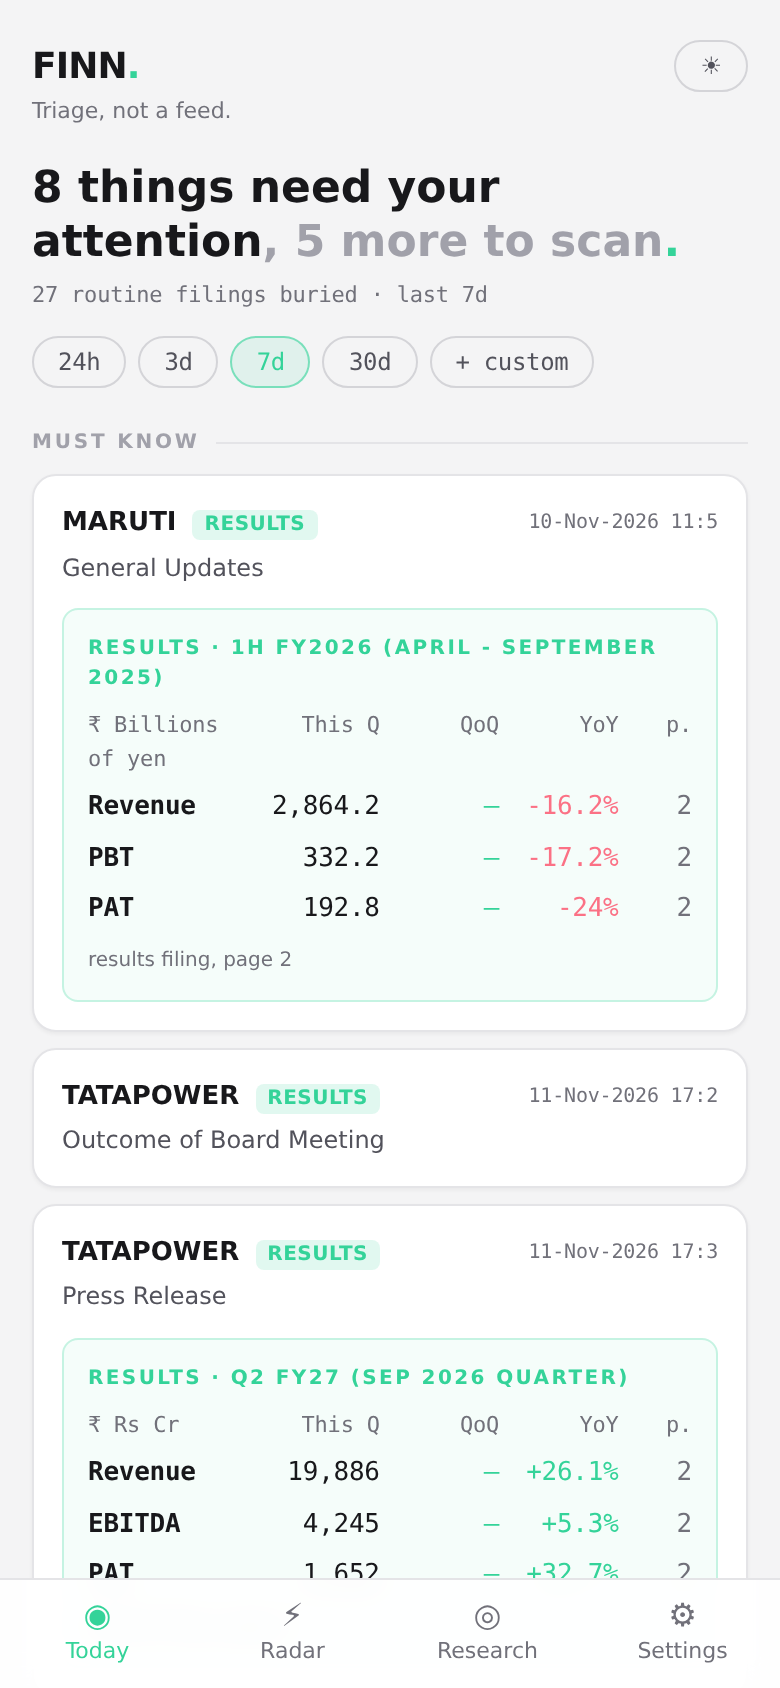 FINN.
Triage, not a feed.
8 things need your
attention, 5 more to scan.
27 routine filings buried · last 7d
24h 3d 7d 30d + custom
MUST KNOW
MARUTI RESULTS 10-Nov-2026 11:5
General Updates
RESULTS · 1H FY2026 (APRIL - SEPTEMBER
2025)
₹ Billions This Q QoQ YoY p.
of yen
Revenue 2,864.2 — -16.2% 2
PBT 332.2 — -17.2% 2
PAT 192.8 — -24% 2
results filing, page 2
TATAPOWER RESULTS 11-Nov-2026 17:2
Outcome of Board Meeting
TATAPOWER RESULTS 11-Nov-2026 17:3
Press Release
RESULTS · Q2 FY27 (SEP 2026 QUARTER)
₹ Rs Cr This Q QoQ YoY p.
Revenue 19,886 — +26.1% 2
EBITDA 4,245 — +5.3% 2
PAT 1,652 — +32.7% 2
Today Radar Research Settings